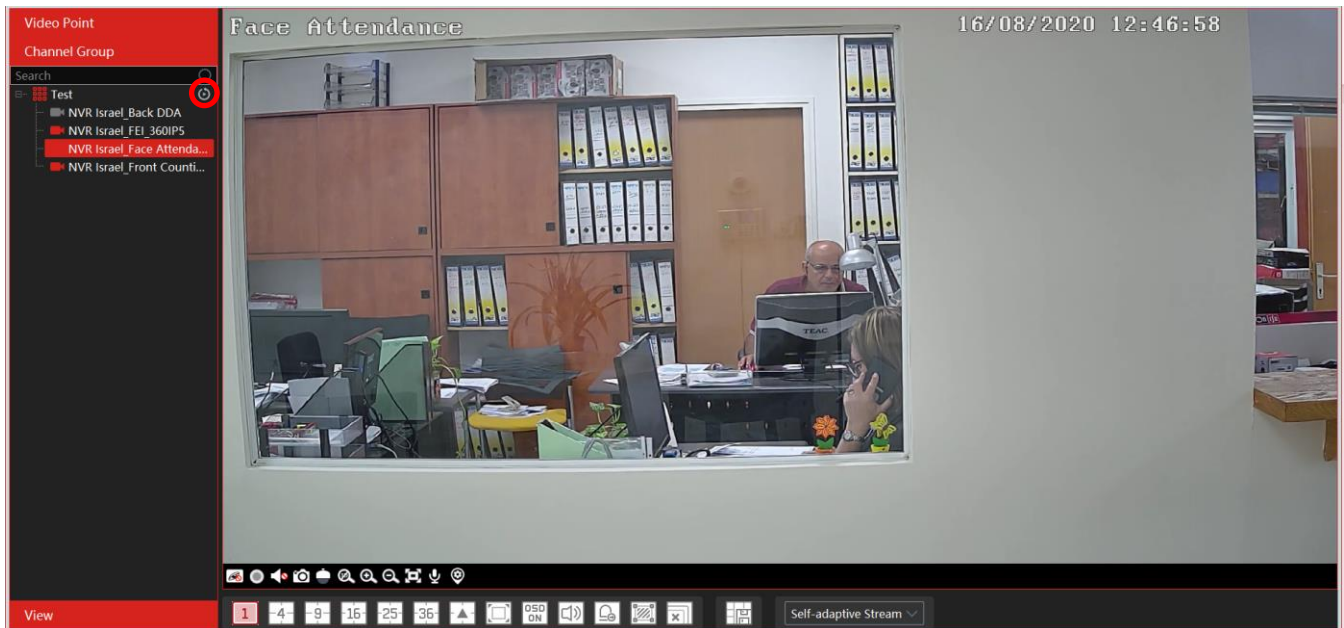 Video Point
Channel Group
Search
Test
NVR Israel_Back DDA
NVR Israel_FEI_360IP5
NVR Israel_Face Attenda...
NVR Israel_Front Counti...
View
Face Attendance
16/08/2020 12:46:58
TEAC
1
4
9
16
25
36
OSD
ON
Self-adaptive Stream